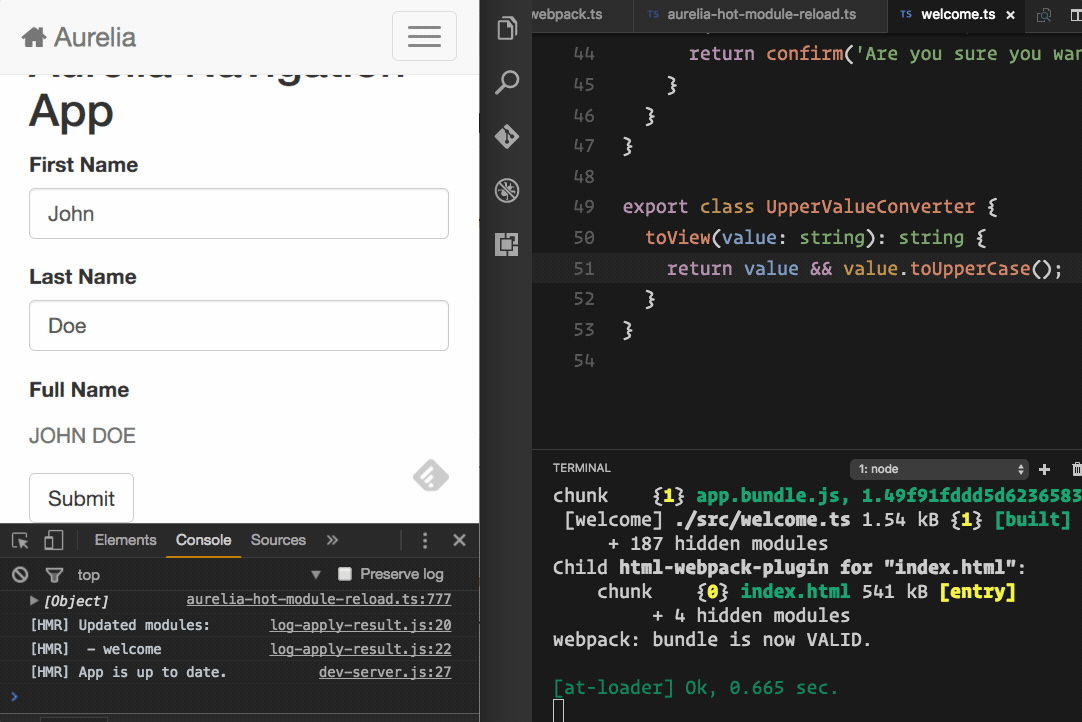 Aurelia
Aurelia Navigation
App
First Name
John
Last Name
Doe
Full Name
JOHN DOE
Submit
Elements Console Sources »
top Preserve log
[Object] aurelia-hot-module-reload.ts:777
[HMR] Updated modules: log-apply-result.js:20
[HMR]  - welcome log-apply-result.js:22
[HMR] App is up to date. dev-server.js:27
>
webpack.ts TS aurelia-hot-module-reload.ts TS welcome.ts ×
44 return confirm('Are you sure you wan
45 }
46 }
47 }
48
49 export class UpperValueConverter {
50 toView(value: string): string {
51 return value && value.toUpperCase();
52 }
53 }
54
TERMINAL 1: node
chunk    {1} app.bundle.js, 1.49f91fddd5d6236583
[welcome] ./src/welcome.ts 1.54 kB {1} [built]
+ 187 hidden modules
Child html-webpack-plugin for "index.html":
chunk    {0} index.html 541 kB [entry]
+ 4 hidden modules
webpack: bundle is now VALID.
[at-loader] Ok, 0.665 sec.